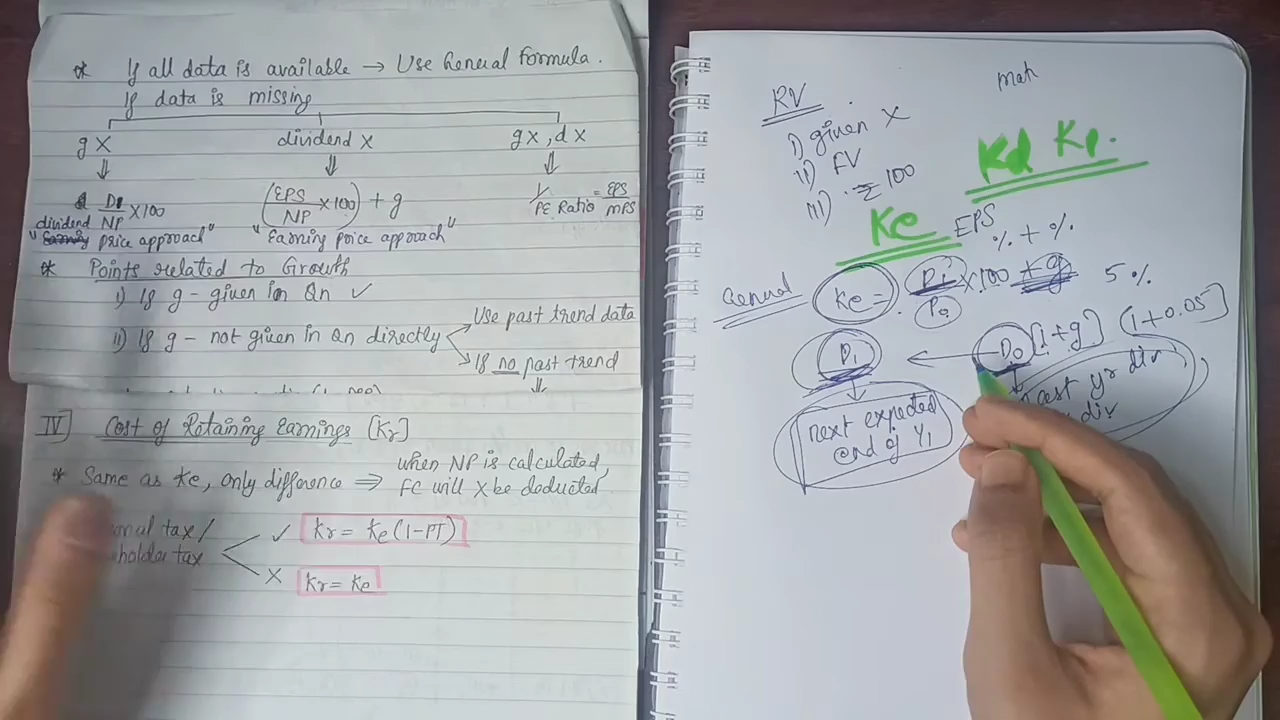 * If all data is available → Use General Formula.
If data is missing
g X
dividend X
g x, d x
D1/NP x100
(EPS/NP x100) + g
PE Ratio = EPS/MPS
dividend
" price approach"
"Earning price approach"
* Points related to Growth
i) If g - given in Qn ✓
ii) If g - not given in Qn directly
Use past trend data
If no past trend
IV] Cost of Retaining Earnings [Kr]
* Same as Ke, only difference ⇒ when NP is calculated,
FC will X be deducted
tax/
✓ Kr = Ke (1-PT)
holder tax
X Kr = Ke
RV
i) given X
ii) FV
iii) ₹ 100
Kd Kp.
Ke
EPS
% + %
General
Ke = D1/P0 x100 + g
5 %
D1 ← D0 [1+g] (1+0.05]
next expected
end of Y1
yr div
div